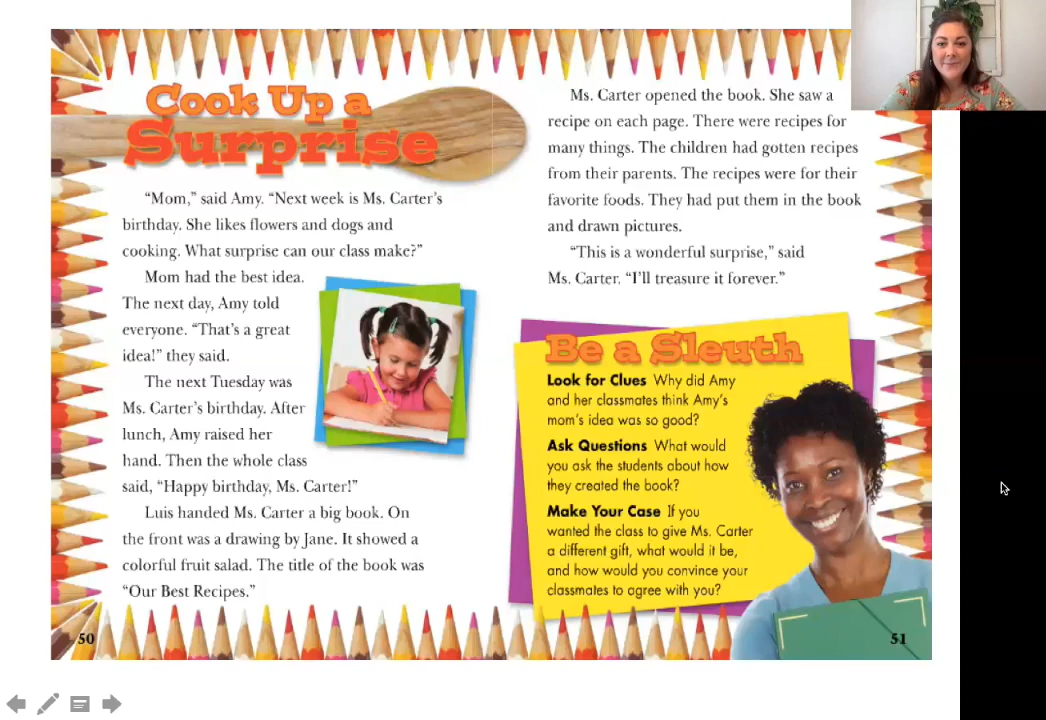 Cook Up a
Surprise
“Mom,” said Amy. “Next week is Ms. Carter’s
birthday. She likes flowers and dogs and
cooking. What surprise can our class make?”
Mom had the best idea.
The next day, Amy told
everyone. “That’s a great
idea!” they said.
The next Tuesday was
Ms. Carter’s birthday. After
lunch, Amy raised her
hand. Then the whole class
said, “Happy birthday, Ms. Carter!”
Luis handed Ms. Carter a big book. On
the front was a drawing by Jane. It showed a
colorful fruit salad. The title of the book was
“Our Best Recipes.”
50
Ms. Carter opened the book. She saw a
recipe on each page. There were recipes for
many things. The children had gotten recipes
from their parents. The recipes were for their
favorite foods. They had put them in the book
and drawn pictures.
“This is a wonderful surprise,” said
Ms. Carter. “I’ll treasure it forever.”
Be a Sleuth
Look for Clues Why did Amy
and her classmates think Amy’s
mom’s idea was so good?
Ask Questions What would
you ask the students about how
they created the book?
Make Your Case If you
wanted the class to give Ms. Carter
a different gift, what would it be,
and how would you convince your
classmates to agree with you?
51